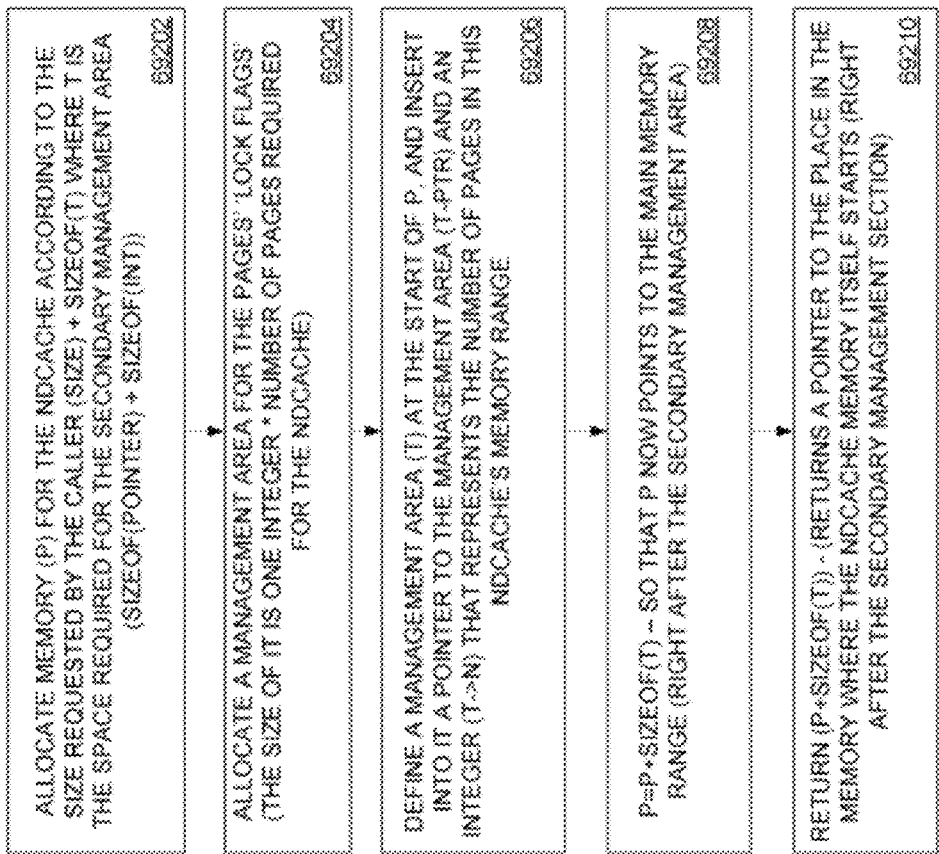 ALLOCATE MEMORY (P) FOR THE NDCACHE ACCORDING TO THE
SIZE REQUESTED BY THE CALLER (SIZE) + SIZEOF(T) WHERE T IS
THE SPACE REQUIRED FOR THE SECONDARY MANAGEMENT AREA
(SIZEOF(POINTER) + SIZEOF(INT))
69202
ALLOCATE A MANAGEMENT AREA FOR THE PAGES' LOCK FLAGS'
(THE SIZE OF IT IS ONE INTEGER * NUMBER OF PAGES REQUIRED
FOR THE NDCACHE)
69204
DEFINE A MANAGEMENT AREA (T) AT THE START OF P, AND INSERT
INTO IT A POINTER TO THE MANAGEMENT AREA (T-PTR) AND AN
INTEGER (T->N) THAT REPRESENTS THE NUMBER OF PAGES IN THIS
NDCACHE'S MEMORY RANGE
69206
P=P+SIZEOF(T) -- SO THAT P NOW POINTS TO THE MAIN MEMORY
RANGE (RIGHT AFTER THE SECONDARY MANAGEMENT AREA)
69208
RETURN (P+SIZEOF(T)) - (RETURNS A POINTER TO THE PLACE IN THE
MEMORY WHERE THE NDCACHE MEMORY ITSELF STARTS (RIGHT
AFTER THE SECONDARY MANAGEMENT SECTION)
69210